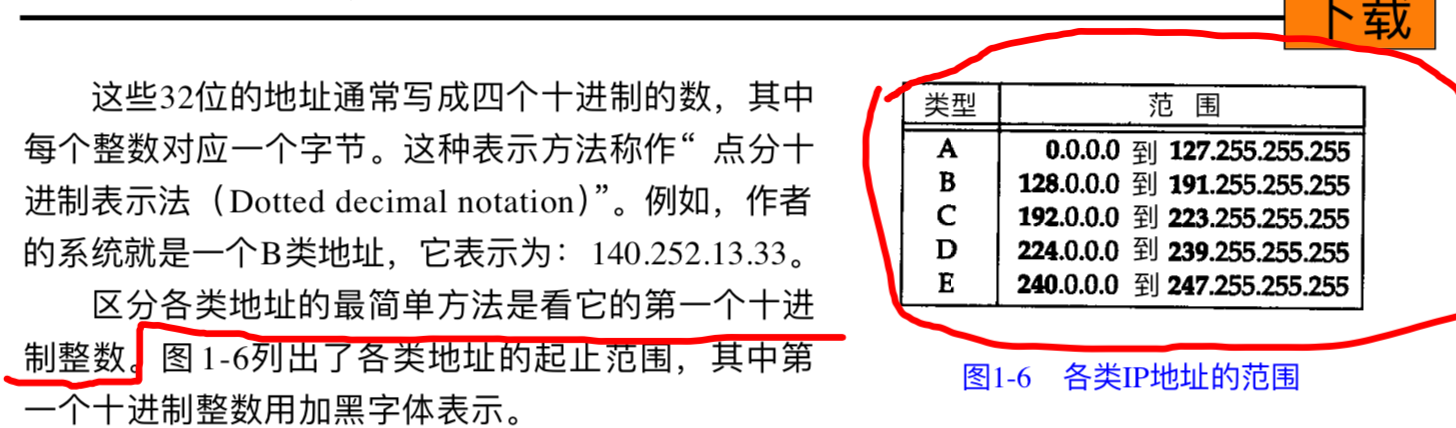 下载
这些32位的地址通常写成四个十进制的数，其中
每个整数对应一个字节。这种表示方法称作“点分十
进制表示法（Dotted decimal notation）”。例如，作者
的系统就是一个B类地址，它表示为：140.252.13.33。
区分各类地址的最简单方法是看它的第一个十进
制整数。图1-6列出了各类地址的起止范围，其中第
一个十进制整数用加黑字体表示。
类型 范 围
A 0.0.0.0 到 127.255.255.255
B 128.0.0.0 到 191.255.255.255
C 192.0.0.0 到 223.255.255.255
D 224.0.0.0 到 239.255.255.255
E 240.0.0.0 到 247.255.255.255
图1-6 各类IP地址的范围